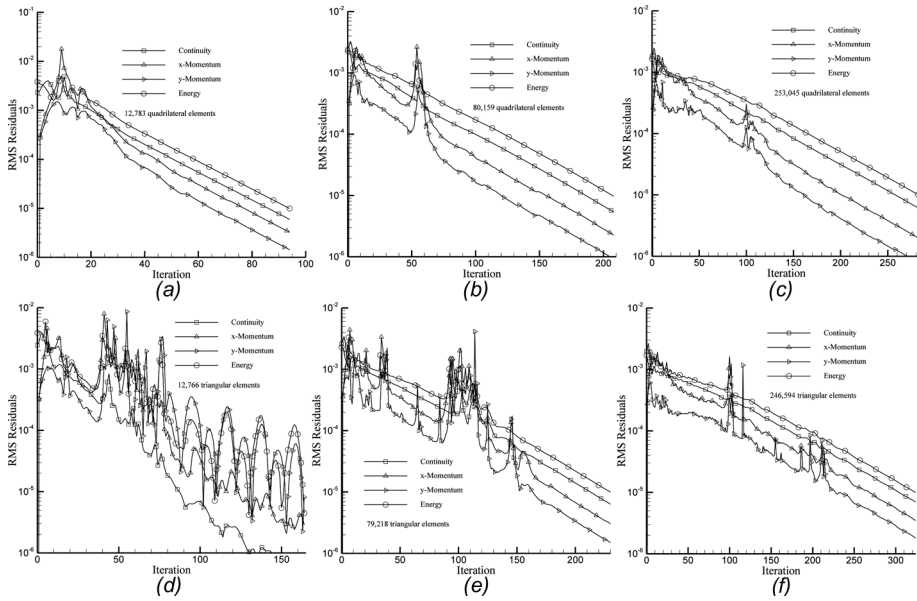 10^-1
10^-2
10^-3
10^-4
10^-5
10^-6
RMS Residuals
Continuity
x-Momentum
y-Momentum
Energy
12,783 quadrilateral elements
0 20 40 60 80 100
Iteration
(a)
10^-2
10^-3
10^-4
10^-5
10^-6
RMS Residuals
Continuity
x-Momentum
y-Momentum
Energy
80,159 quadrilateral elements
0 50 100 150 200
Iteration
(b)
10^-2
10^-3
10^-4
10^-5
10^-6
RMS Residuals
Continuity
x-Momentum
y-Momentum
Energy
253,045 quadrilateral elements
0 50 100 150 200 250
Iteration
(c)
10^-2
10^-3
10^-4
10^-5
10^-6
RMS Residuals
Continuity
x-Momentum
y-Momentum
Energy
12,766 triangular elements
0 50 100 150
Iteration
(d)
10^-2
10^-3
10^-4
10^-5
10^-6
RMS Residuals
Continuity
x-Momentum
y-Momentum
Energy
79,218 triangular elements
0 50 100 150 200
Iteration
(e)
10^-2
10^-3
10^-4
10^-5
10^-6
RMS Residuals
Continuity
x-Momentum
y-Momentum
Energy
246,594 triangular elements
0 50 100 150 200 250 300
Iteration
(f)